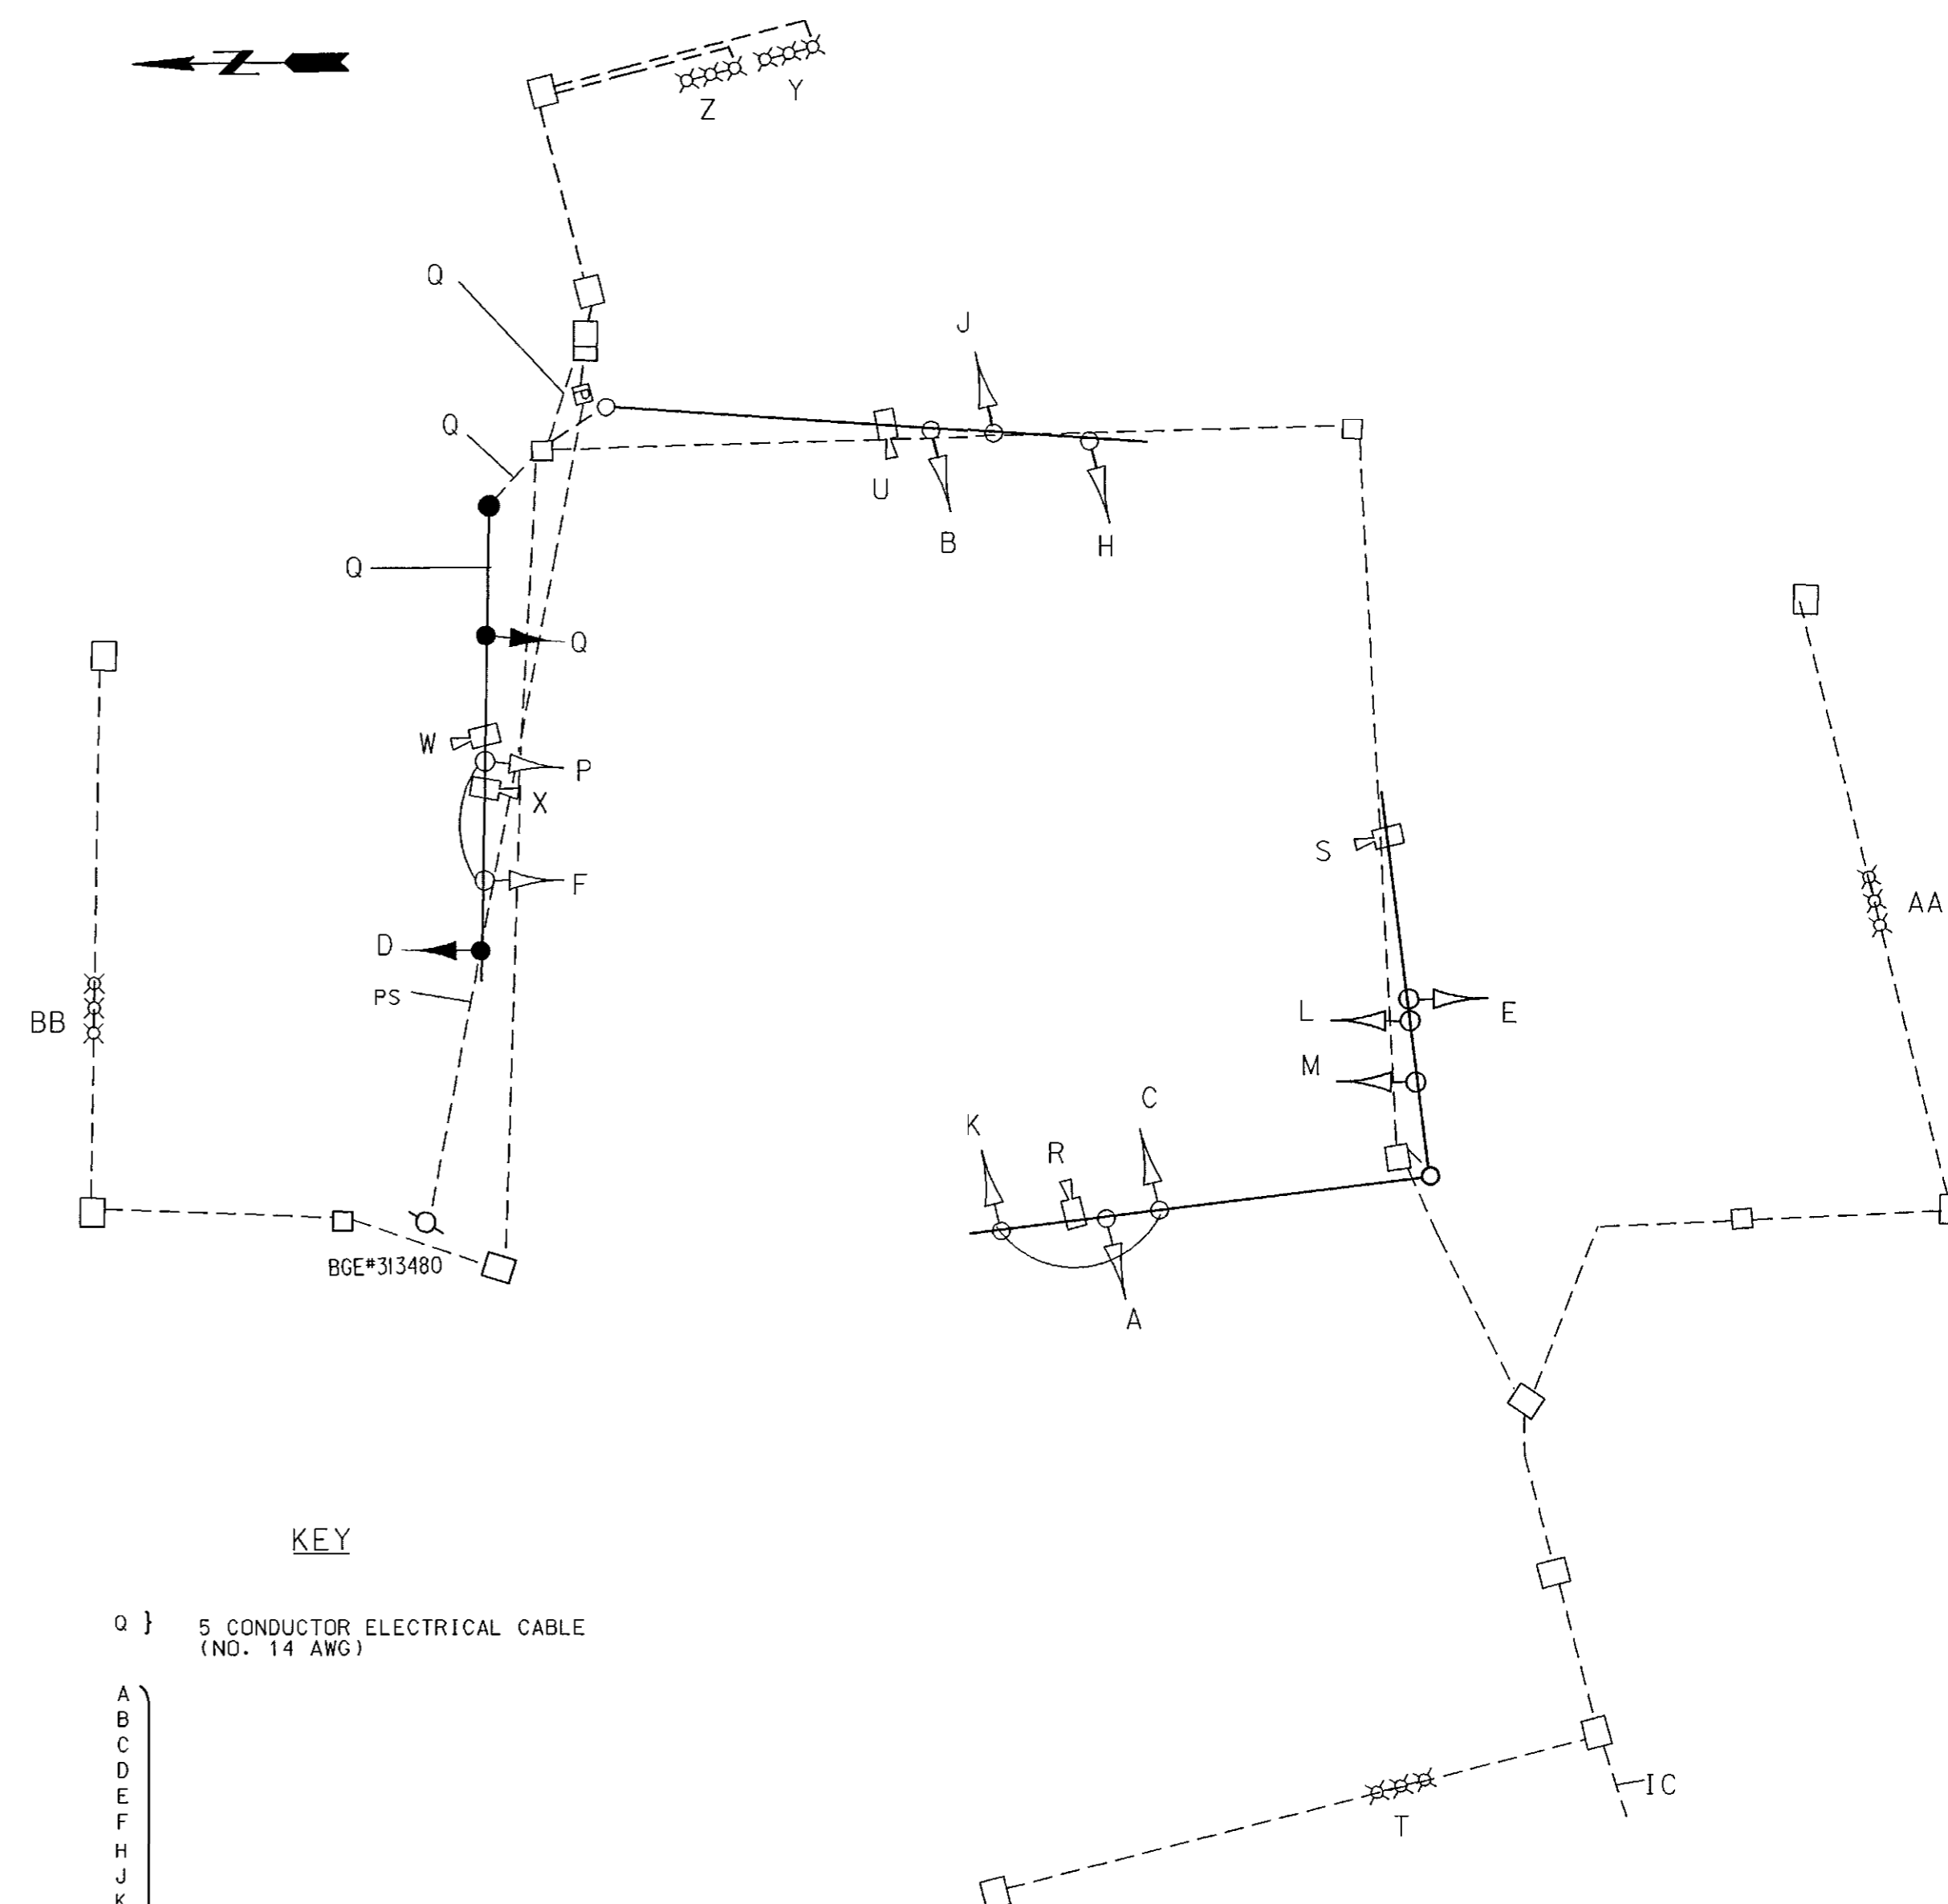 Z
Y
Z
Q
J
Q
U
B
H
Q
Q
W
P
X
S
F
AA
D
PS
L
E
BB
M
C
K
R
BGE#313480
A
KEY
Q } 5 CONDUCTOR ELECTRICAL CABLE
(NO. 14 AWG)
A
B
C
D
E
F
H
J
K
IC
T